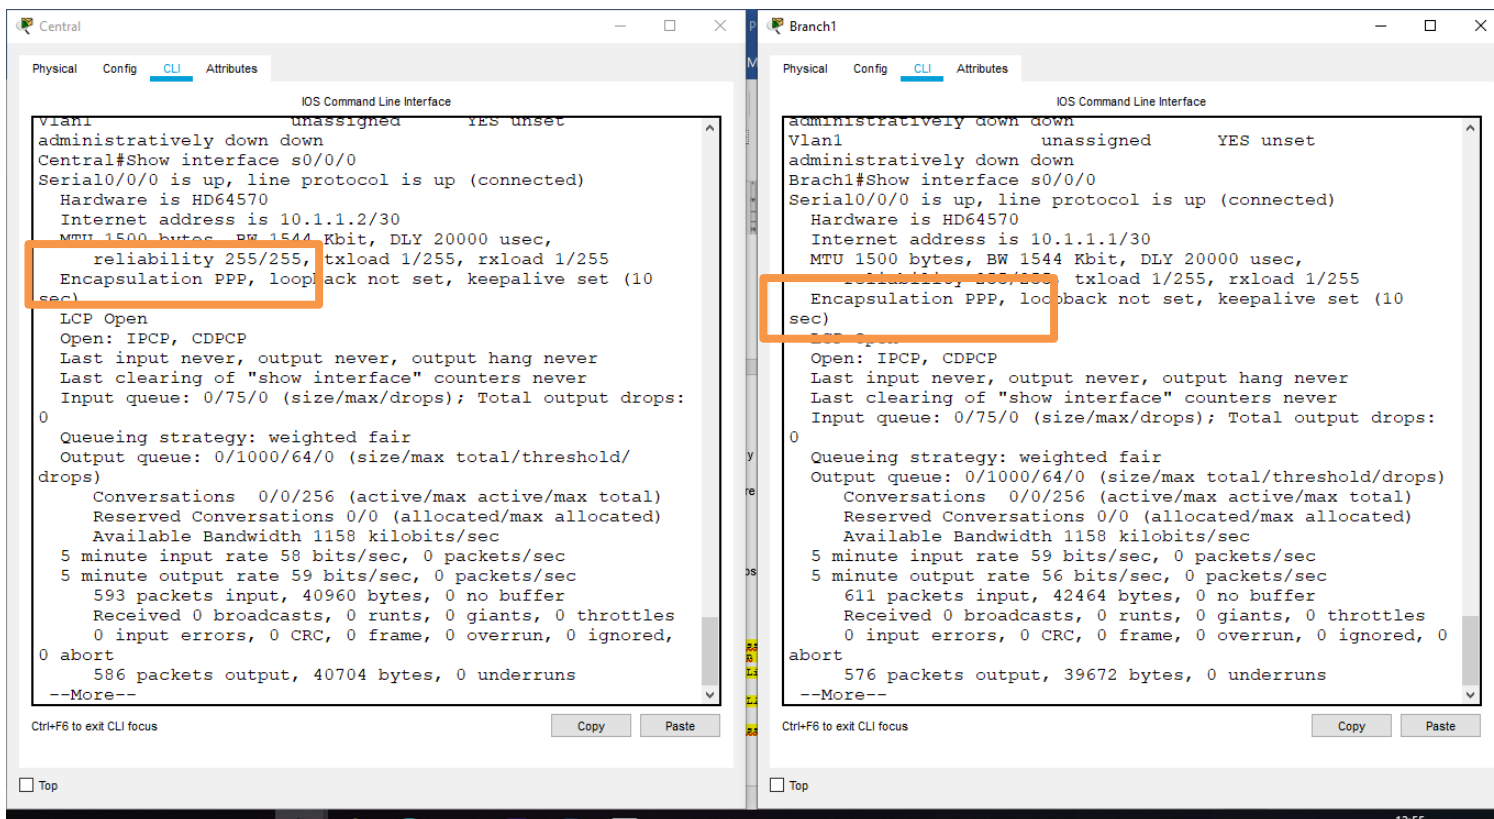 Central
Physical Config CLI Attributes
IOS Command Line Interface
Vlan1 unassigned YES unset
administratively down down
Central#Show interface s0/0/0
Serial0/0/0 is up, line protocol is up (connected)
Hardware is HD64570
Internet address is 10.1.1.2/30
MTU 1500 bytes, BW 1544 Kbit, DLY 20000 usec,
reliability 255/255, txload 1/255, rxload 1/255
Encapsulation PPP, loopback not set, keepalive set (10
sec)
LCP Open
Open: IPCP, CDPCP
Last input never, output never, output hang never
Last clearing of "show interface" counters never
Input queue: 0/75/0 (size/max/drops); Total output drops:
0
Queueing strategy: weighted fair
Output queue: 0/1000/64/0 (size/max total/threshold/
drops)
Conversations 0/0/256 (active/max active/max total)
Reserved Conversations 0/0 (allocated/max allocated)
Available Bandwidth 1158 kilobits/sec
5 minute input rate 58 bits/sec, 0 packets/sec
5 minute output rate 59 bits/sec, 0 packets/sec
593 packets input, 40960 bytes, 0 no buffer
Received 0 broadcasts, 0 runts, 0 giants, 0 throttles
0 input errors, 0 CRC, 0 frame, 0 overrun, 0 ignored,
0 abort
586 packets output, 40704 bytes, 0 underruns
--More--
Ctrl+F6 to exit CLI focus
Copy Paste
Top
Branch1
Physical Config CLI Attributes
IOS Command Line Interface
administratively down down
Vlan1 unassigned YES unset
administratively down down
Brach1#Show interface s0/0/0
Serial0/0/0 is up, line protocol is up (connected)
Hardware is HD64570
Internet address is 10.1.1.1/30
MTU 1500 bytes, BW 1544 Kbit, DLY 20000 usec,
reliability 255/255, txload 1/255, rxload 1/255
Encapsulation PPP, loopback not set, keepalive set (10
sec)
LCP Open
Open: IPCP, CDPCP
Last input never, output never, output hang never
Last clearing of "show interface" counters never
Input queue: 0/75/0 (size/max/drops); Total output drops:
0
Queueing strategy: weighted fair
Output queue: 0/1000/64/0 (size/max total/threshold/drops)
Conversations 0/0/256 (active/max active/max total)
Reserved Conversations 0/0 (allocated/max allocated)
Available Bandwidth 1158 kilobits/sec
5 minute input rate 59 bits/sec, 0 packets/sec
5 minute output rate 56 bits/sec, 0 packets/sec
611 packets input, 42464 bytes, 0 no buffer
Received 0 broadcasts, 0 runts, 0 giants, 0 throttles
0 input errors, 0 CRC, 0 frame, 0 overrun, 0 ignored, 0
abort
576 packets output, 39672 bytes, 0 underruns
--More--
Ctrl+F6 to exit CLI focus
Copy Paste
Top